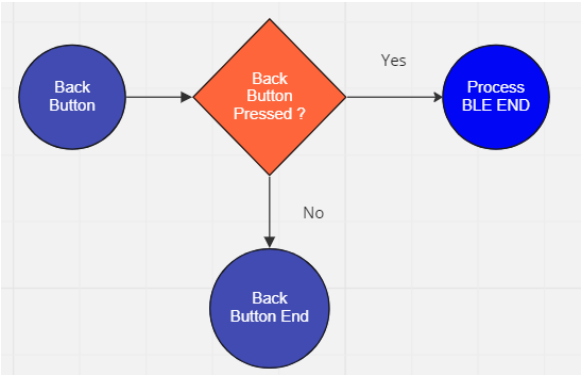 Back
Button
Back
Button
Pressed ?
Yes
Process
BLE END
No
Back
Button End